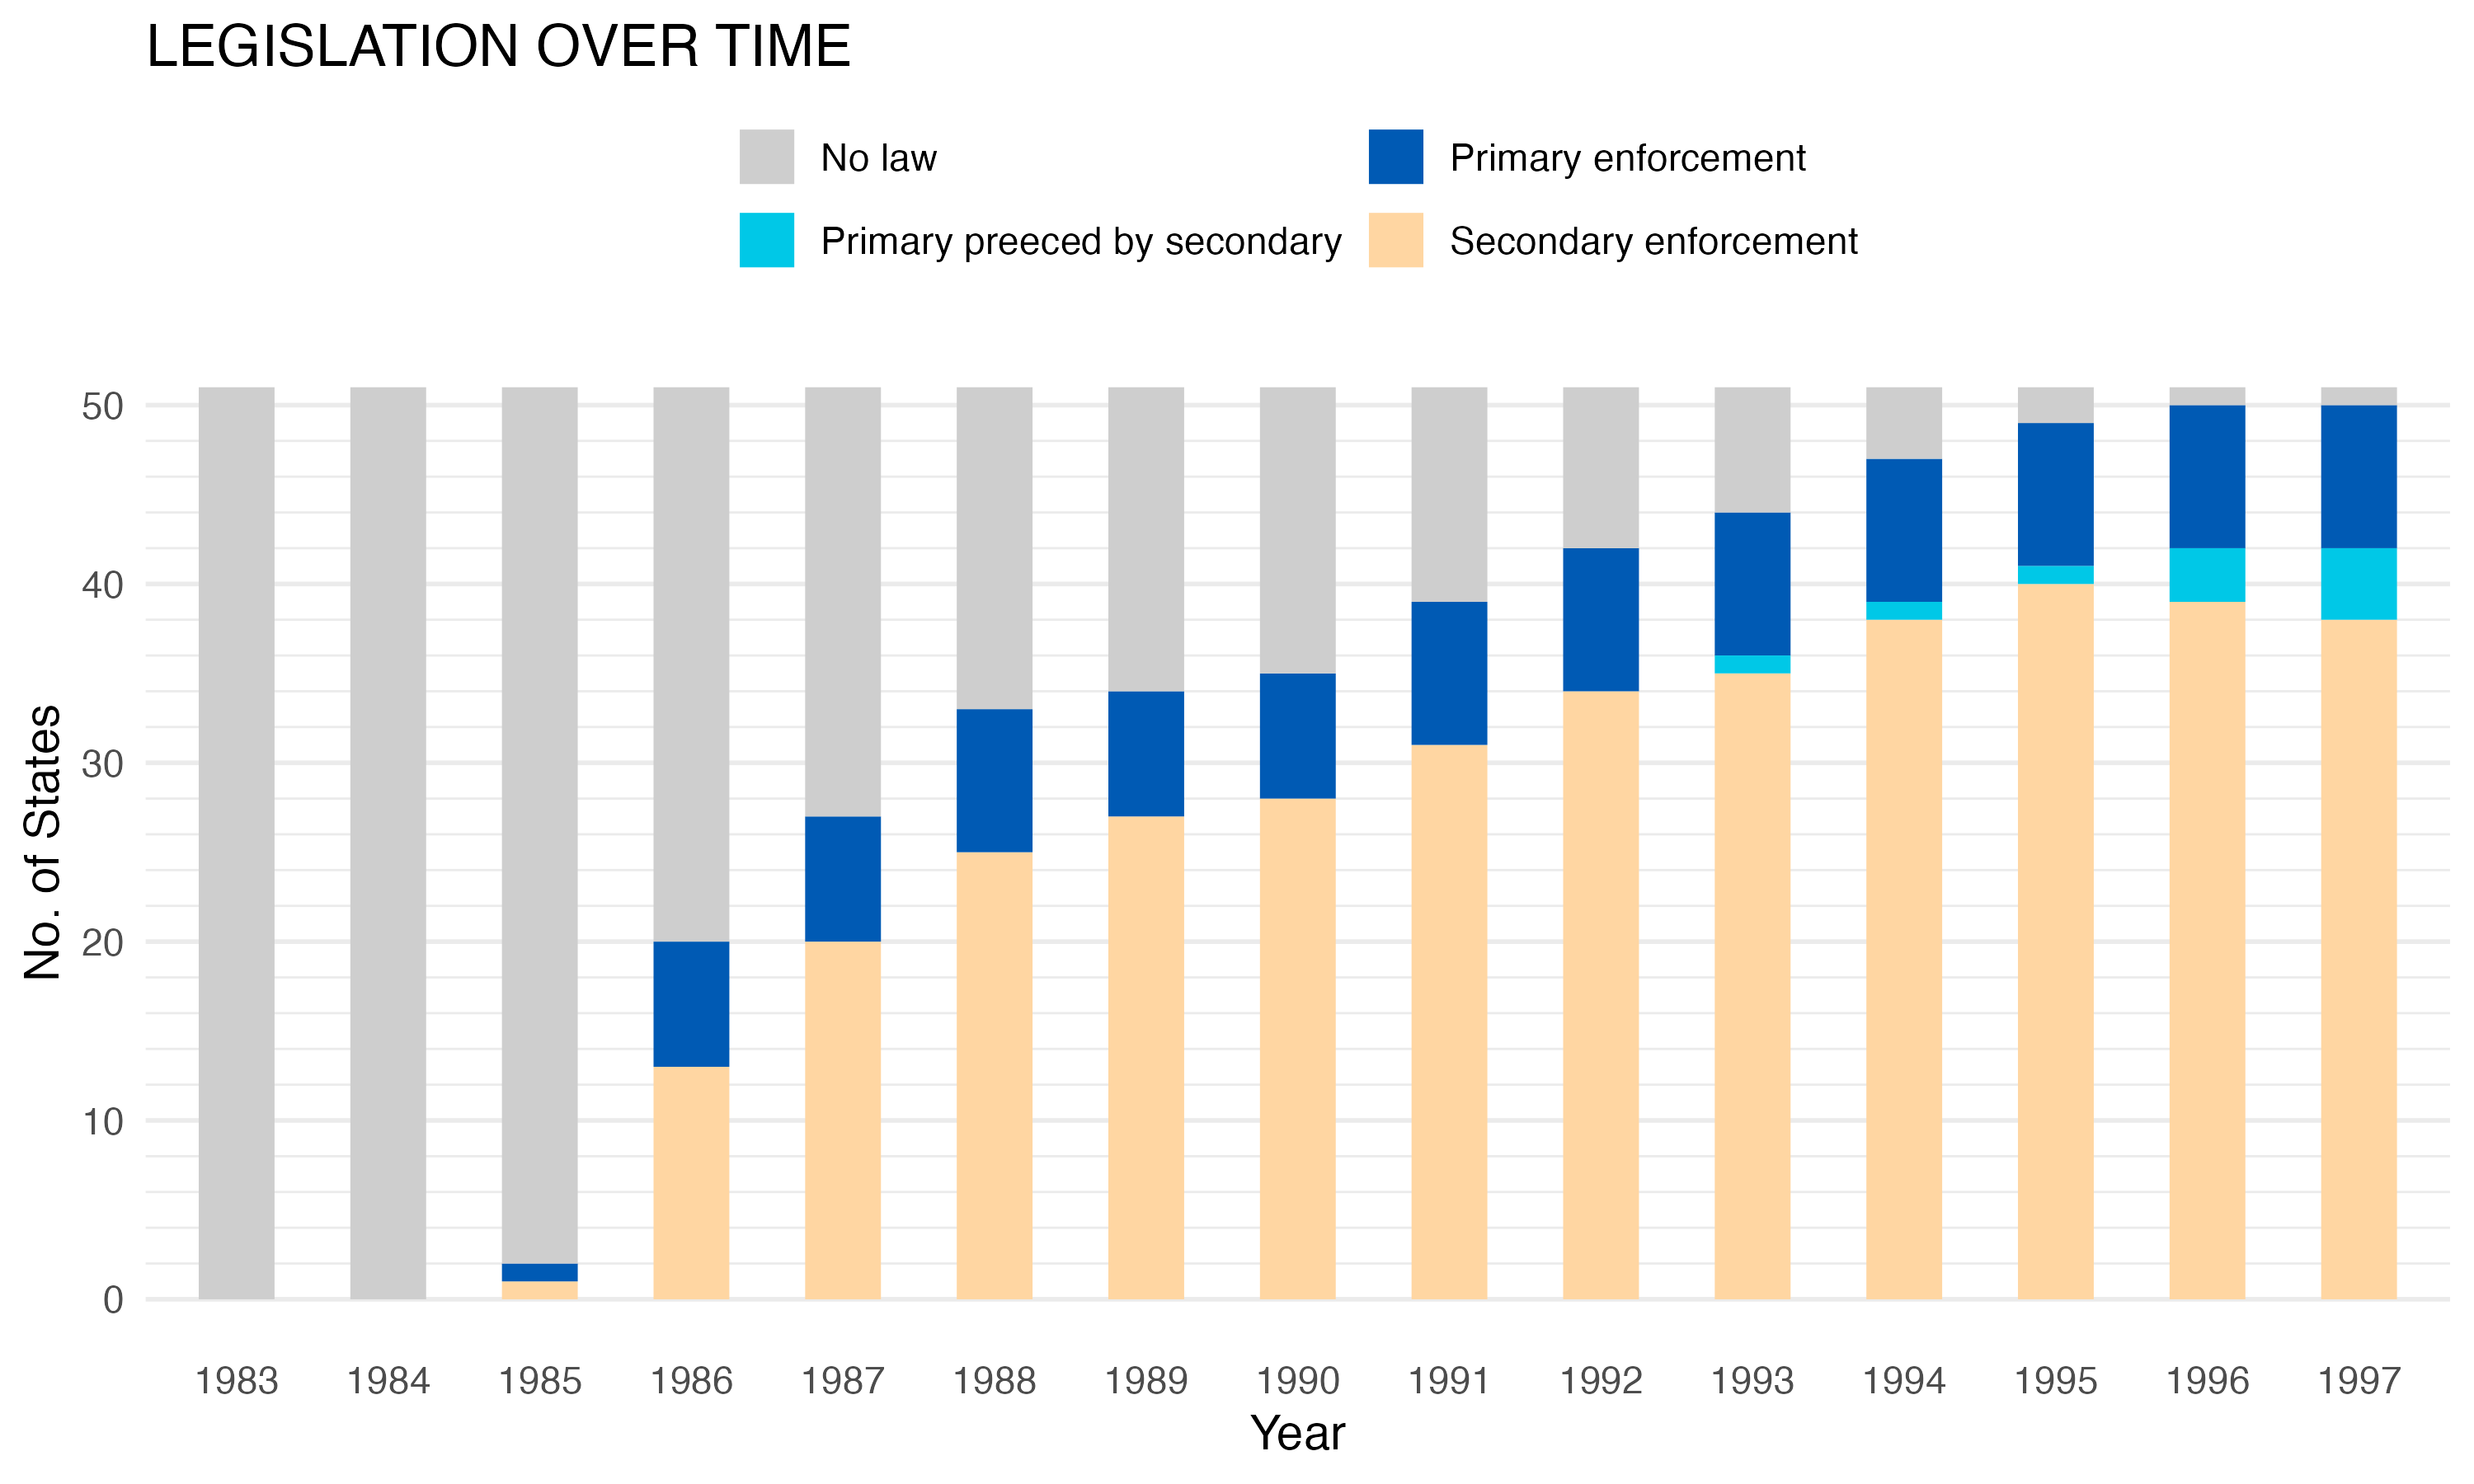 LEGISLATION OVER TIME
No law
Primary enforcement
Primary preeced by secondary
Secondary enforcement
50
40
30
20
10
0
No. of States
1983 1984 1985 1986 1987 1988 1989 1990 1991 1992 1993 1994 1995 1996 1997
Year